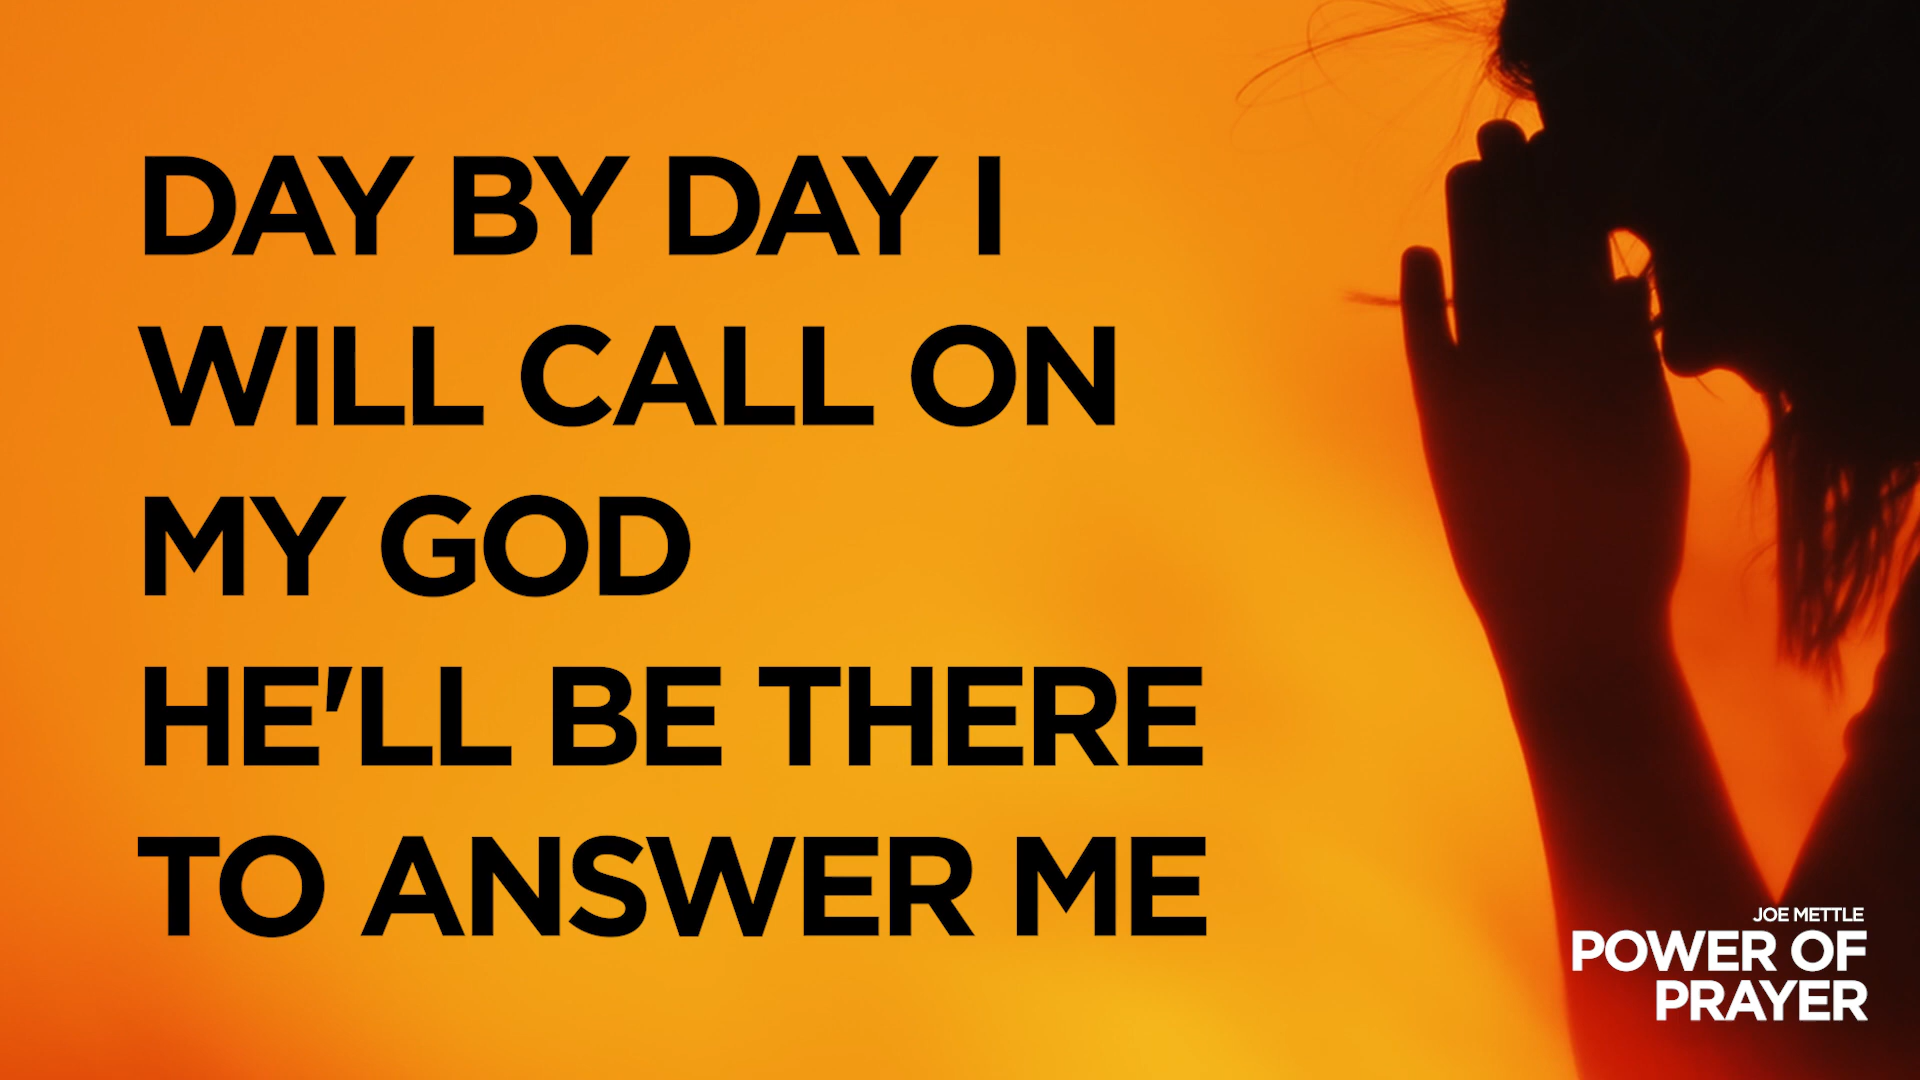 DAY BY DAY I
WILL CALL ON
MY GOD
HE'LL BE THERE
TO ANSWER ME
JOE METTLE
POWER OF
PRAYER